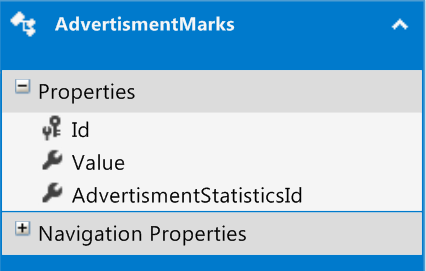 AdvertismentMarks
Properties
Id
Value
AdvertismentStatisticsId
Navigation Properties